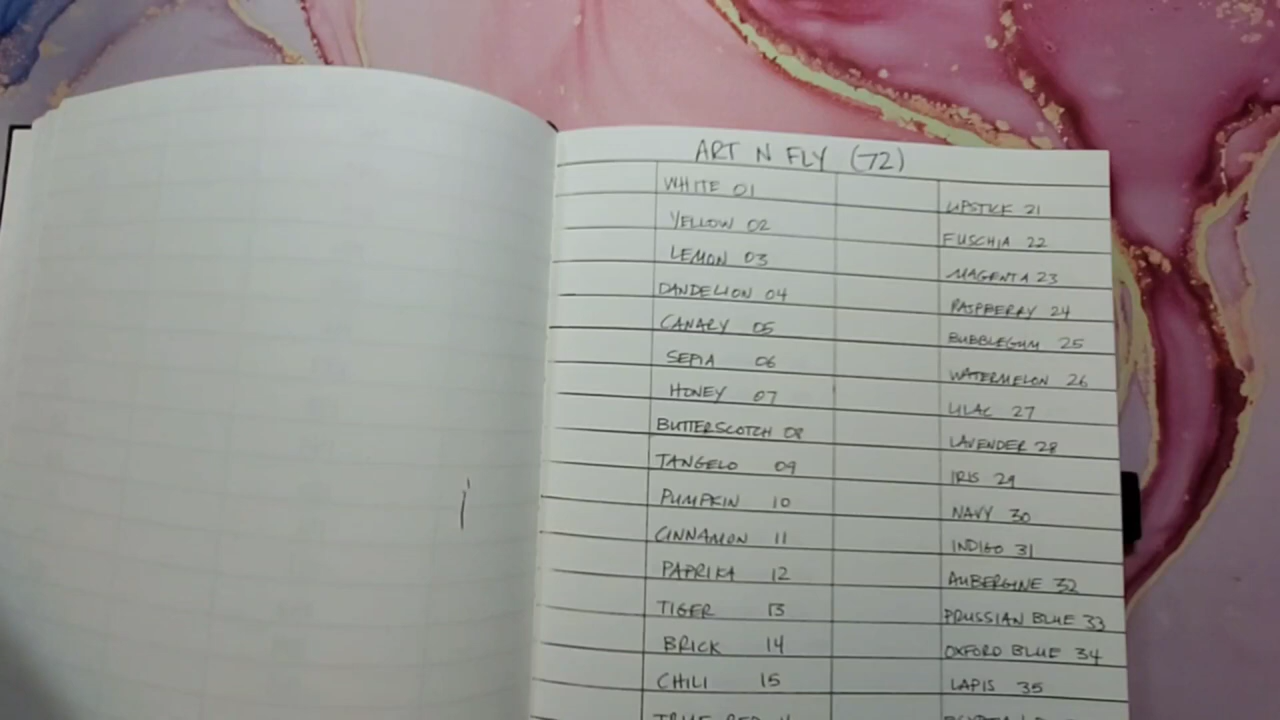 ART N FLY (72)
WHITE 01
YELLOW 02
LEMON 03
DANDELION 04
CANARY 05
SEPIA 06
HONEY 07
BUTTERSCOTCH 08
TANGELO 09
PUMPKIN 10
CINNAMON 11
PAPRIKA 12
TIGER 13
BRICK 14
CHILI 15
TRUE RED
LIPSTICK 21
FUSCHIA 22
MAGENTA 23
RASPBERRY 24
BUBBLEGUM 25
WATERMELON 26
LILAC 27
LAVENDER 28
IRIS 29
NAVY 30
INDIGO 31
AUBERGINE 32
PRUSSIAN BLUE 33
OXFORD BLUE 34
LAPIS 35